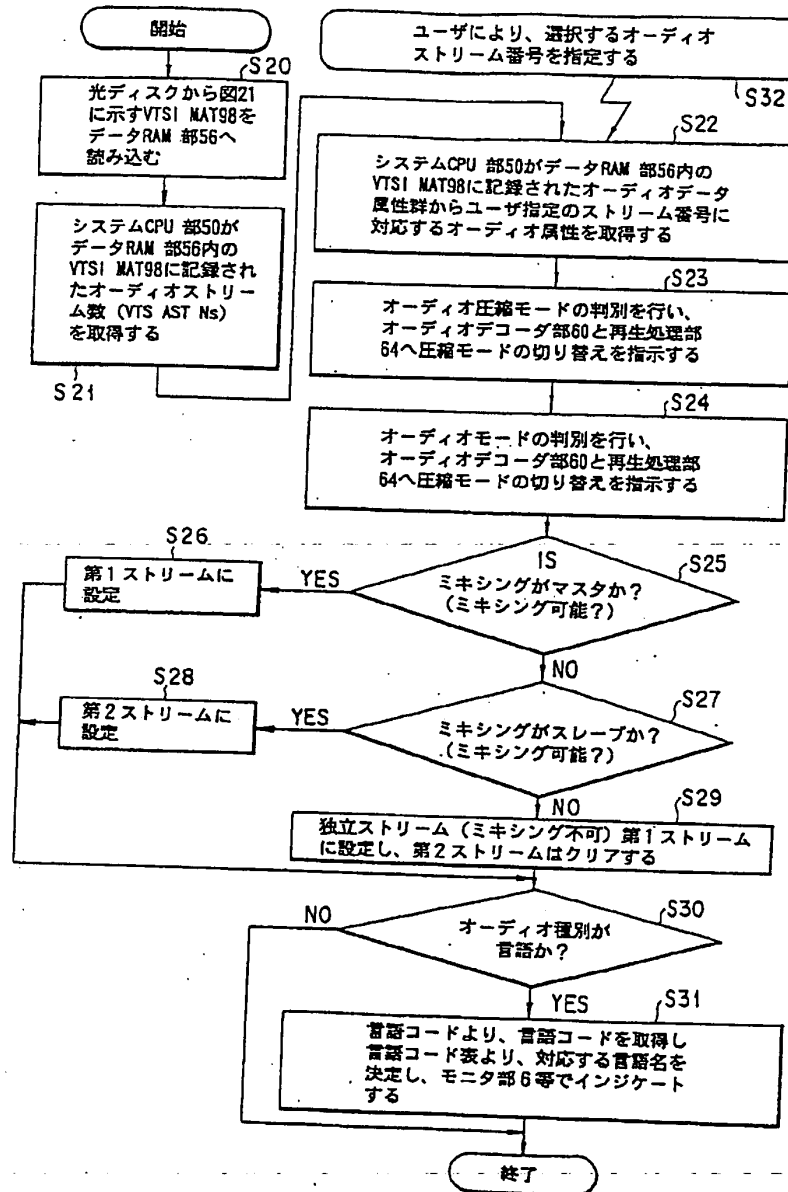 開始
S20
光ディスクから図21
に示すVTSI MAT98を
データRAM 部56へ
読み込む
システムCPU 部50が
データRAM 部56内の
VTSI MAT98に記録され
たオーディオストリー
ム数 (VTS AST Ns)
を取得する
S21
ユーザにより、選択するオーディオ
ストリーム番号を指定する
S32
S22
システムCPU 部50がデータRAM 部56内の
VTSI MAT98に記録されたオーディオデータ
属性群からユーザ指定のストリーム番号に
対応するオーディオ属性を取得する
S23
オーディオ圧縮モードの判別を行い、
オーディオデコーダ部60と再生処理部
64へ圧縮モードの切り替えを指示する
S24
オーディオモードの判別を行い、
オーディオデコーダ部60と再生処理部
64へ圧縮モードの切り替えを指示する
S26
第1ストリームに
設定
YES
IS
ミキシングがマスタか?
(ミキシング可能?)
S25
NO
S28
第2ストリームに
設定
YES
ミキシングがスレーブか?
(ミキシング可能?)
S27
NO
S29
独立ストリーム (ミキシング不可) 第1ストリーム
に設定し、第2ストリームはクリアする
NO
オーディオ種別が
言語か?
S30
YES
S31
言語コードより、言語コードを取得し
言語コード表より、対応する言語名を
決定し、モニタ部6等でインジケート
する
終了